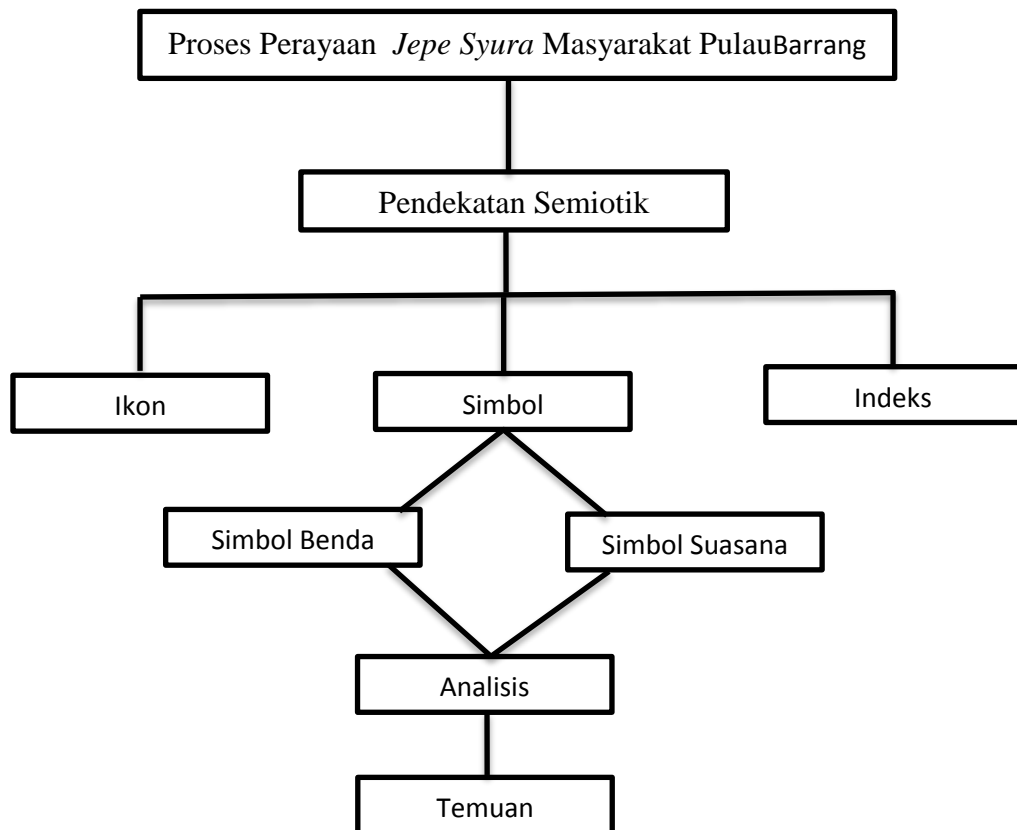 Proses Perayaan Jepe Syura Masyarakat PulauBarrang
Pendekatan Semiotik
Ikon
Simbol
Indeks
Simbol Benda
Simbol Suasana
Analisis
Temuan